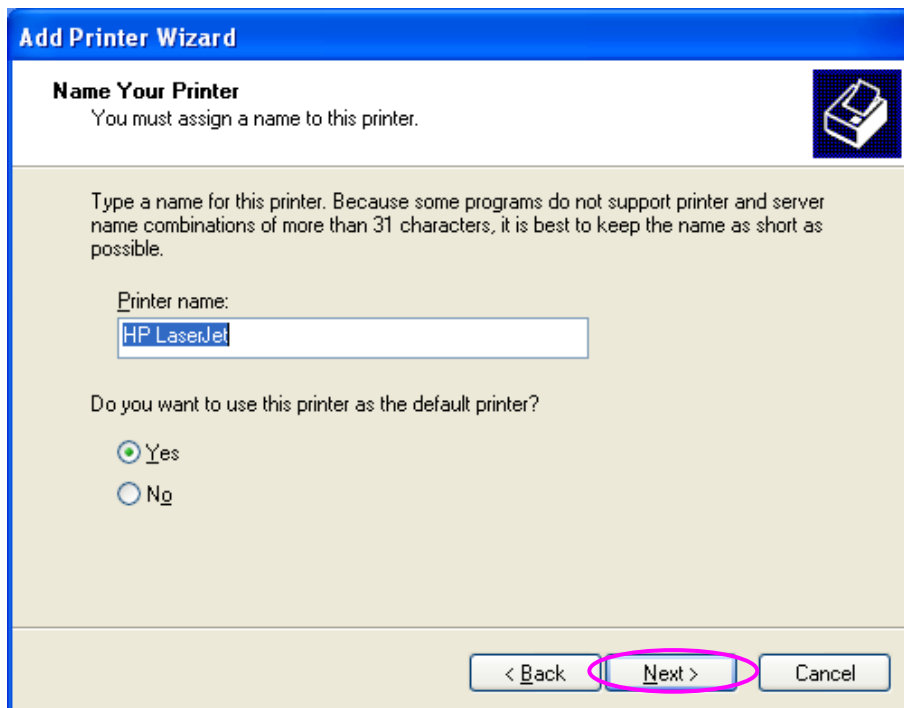 Add Printer Wizard
Name Your Printer
You must assign a name to this printer.
Type a name for this printer. Because some programs do not support printer and server
name combinations of more than 31 characters, it is best to keep the name as short as
possible.
Printer name:
HP LaserJet
Do you want to use this printer as the default printer?
Yes
No
< Back
Next >
Cancel